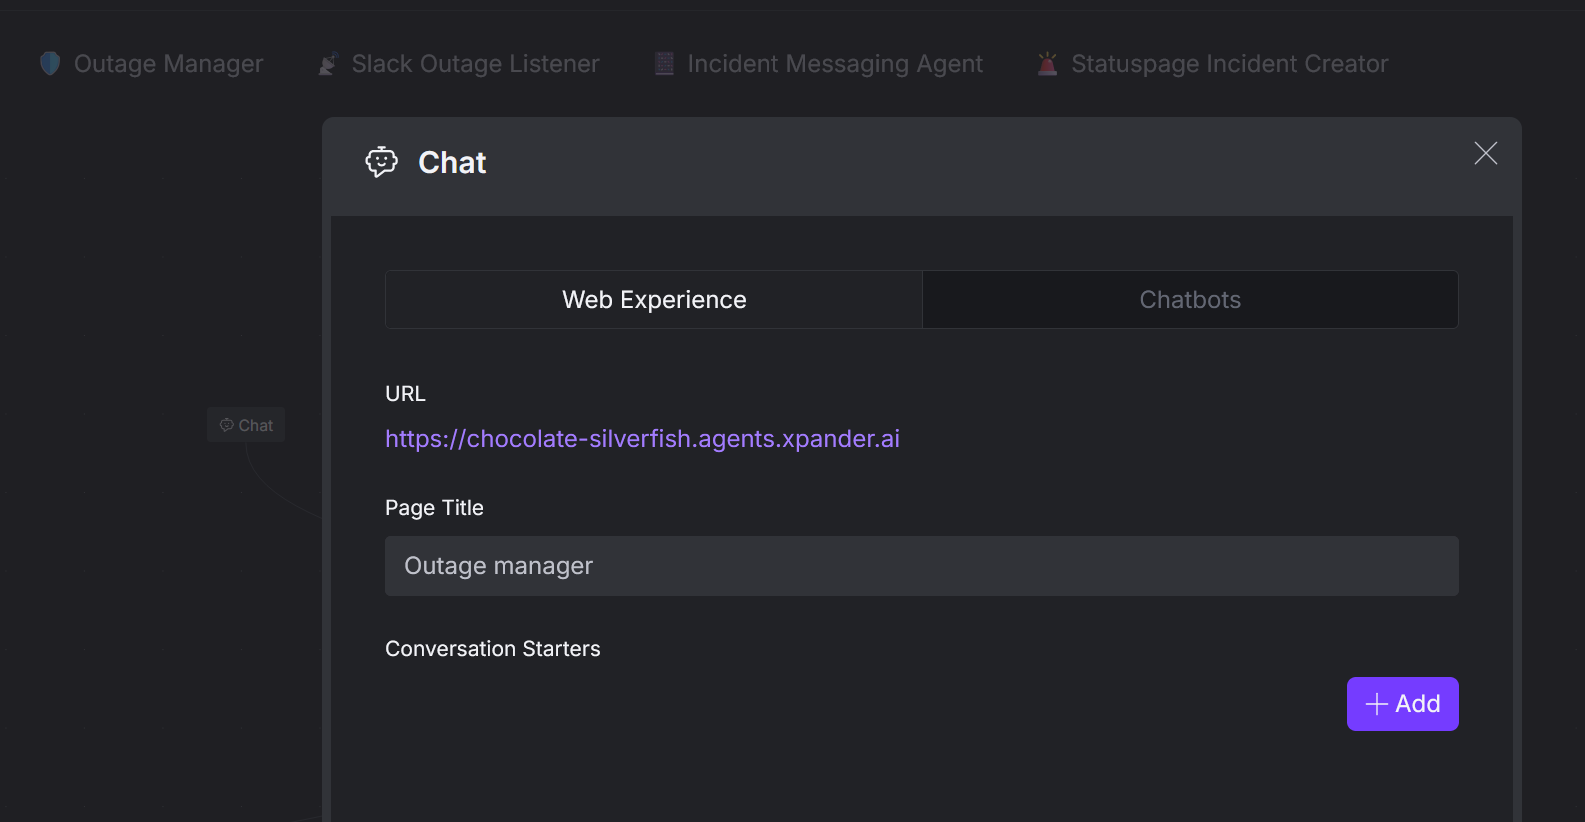 Outage Manager Slack Outage Listener Incident Messaging Agent Statuspage Incident Creator
Chat
Web Experience Chatbots
URL
https://chocolate-silverfish.agents.xpander.ai
Chat
Page Title
Outage manager
Conversation Starters
Add